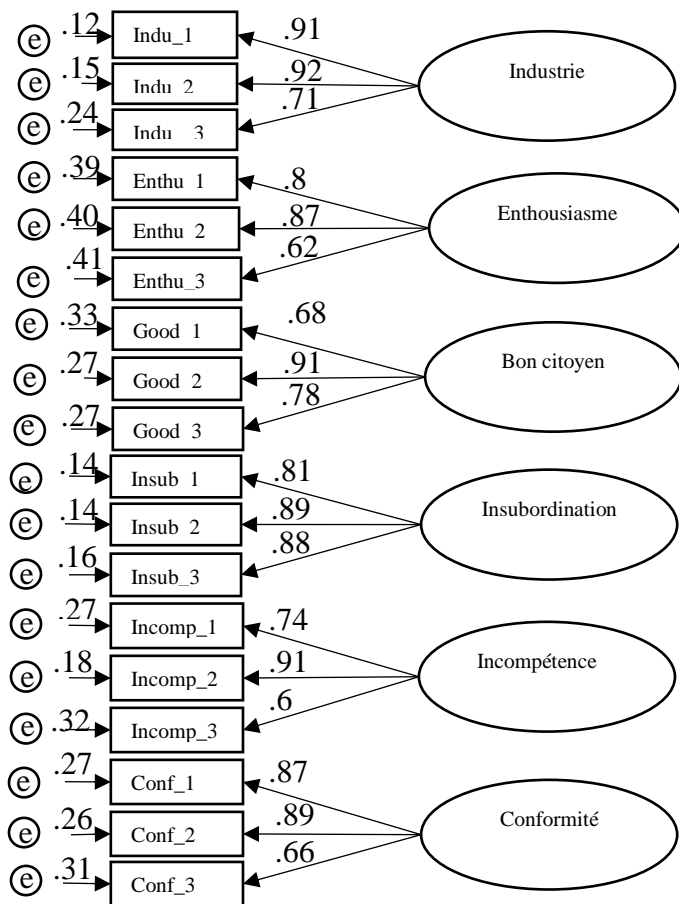 e .12 Indu_1 .91
e .15 Indu_2 .92 Industrie
e .24 Indu_3 .71
e .39 Enthu_1 .8
e .40 Enthu_2 .87 Enthousiasme
e .41 Enthu_3 .62
e .33 Good_1 .68
e .27 Good_2 .91 Bon citoyen
e .27 Good_3 .78
e .14 Insub_1 .81
e .14 Insub_2 .89 Insubordination
e .16 Insub_3 .88
e .27 Incomp_1 .74
e .18 Incomp_2 .91 Incompétence
e .32 Incomp_3 .6
e .27 Conf_1 .87
e .26 Conf_2 .89 Conformité
e .31 Conf_3 .66